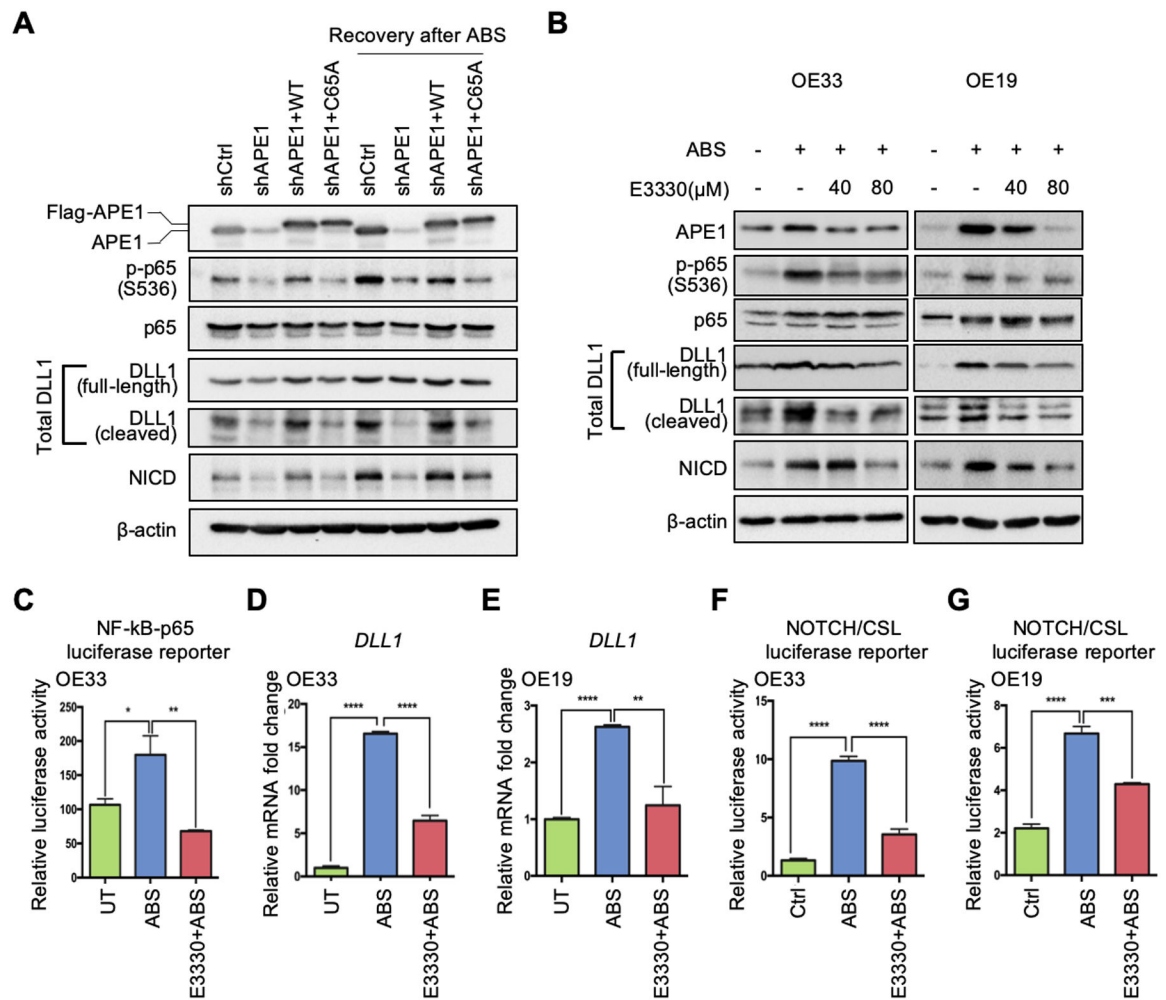 A
Recovery after ABS
shCtrl
shAPE1
shAPE1+WT
shAPE1+C65A
shCtrl
shAPE1
shAPE1+WT
shAPE1+C65A
Flag-APE1
APE1
p-p65
(S536)
p65
Total DLL1
DLL1
(full-length)
DLL1
(cleaved)
NICD
β-actin
B
OE33 OE19
ABS - + + + - + + +
E3330(μM) - - 40 80 - - 40 80
APE1
p-p65
(S536)
p65
Total DLL1
DLL1
(full-length)
DLL1
(cleaved)
NICD
β-actin
C
NF-kB-p65
luciferase reporter
OE33
Relative luciferase activity
250
200
150
100
50
0
* **
UT
ABS
E3330+ABS
D
DLL1
OE33
Relative mRNA fold change
20
15
10
5
0
**** ****
UT
ABS
E3330+ABS
E
DLL1
OE19
Relative mRNA fold change
3
2
1
0
**** **
UT
ABS
E3330+ABS
F
NOTCH/CSL
luciferase reporter
OE33
Relative luciferase activity
15
10
5
0
**** ****
Ctrl
ABS
E3330+ABS
G
NOTCH/CSL
luciferase reporter
OE19
Relative luciferase activity
8
6
4
2
0
**** ***
Ctrl
ABS
E3330+ABS